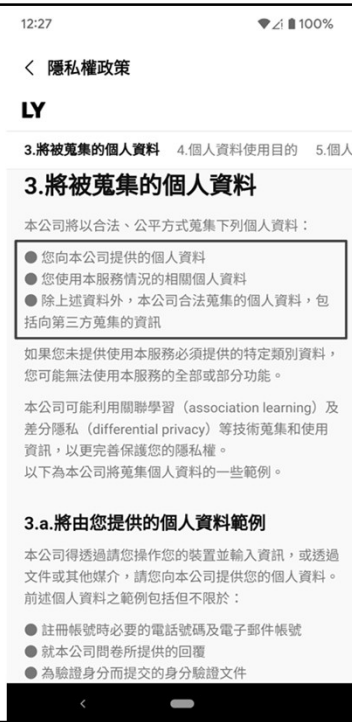 12:27
100%
隱私權政策
LY
3.將被蒐集的個人資料 4.個人資料使用目的 5.個人
3.將被蒐集的個人資料
本公司將以合法、公平方式蒐集下列個人資料：
● 您向本公司提供的個人資料
● 您使用本服務情況的相關個人資料
● 除上述資料外，本公司合法蒐集的個人資料，包
括向第三方蒐集的資訊
如果您未提供使用本服務必須提供的特定類別資料，
您可能無法使用本服務的全部或部分功能。
本公司可能利用關聯學習（association learning）及
差分隱私（differential privacy）等技術蒐集和使用
資訊，以更完善保護您的隱私權。
以下為本公司將蒐集個人資料的一些範例。
3.a.將由您提供的個人資料範例
本公司得透過請您操作您的裝置並輸入資訊，或透過
文件或其他媒介，請您向本公司提供您的個人資料。
前述個人資料之範例包括但不限於：
● 註冊帳號時必要的電話號碼及電子郵件帳號
● 就本公司問卷所提供的回覆
● 為驗證身分而提交的身分驗證文件